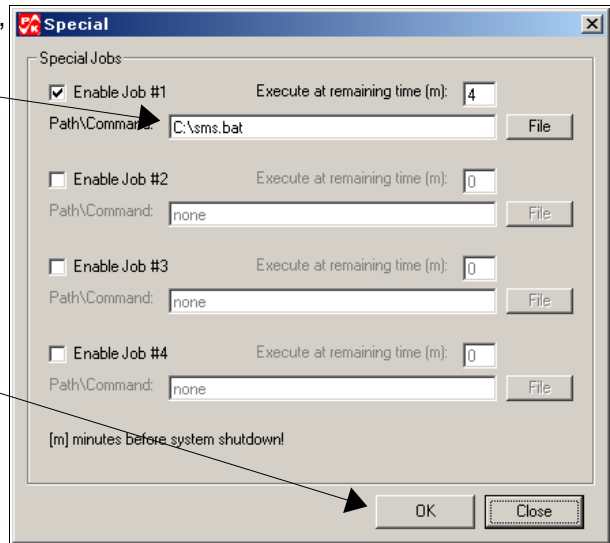 ,
Special
Special Jobs
Enable Job #1 Execute at remaining time (m): 4
Path\Command: C:\sms.bat File
Enable Job #2 Execute at remaining time (m): 0
Path\Command: none File
Enable Job #3 Execute at remaining time (m): 0
Path\Command: none File
Enable Job #4 Execute at remaining time (m): 0
Path\Command: none File
[m] minutes before system shutdown!
OK Close